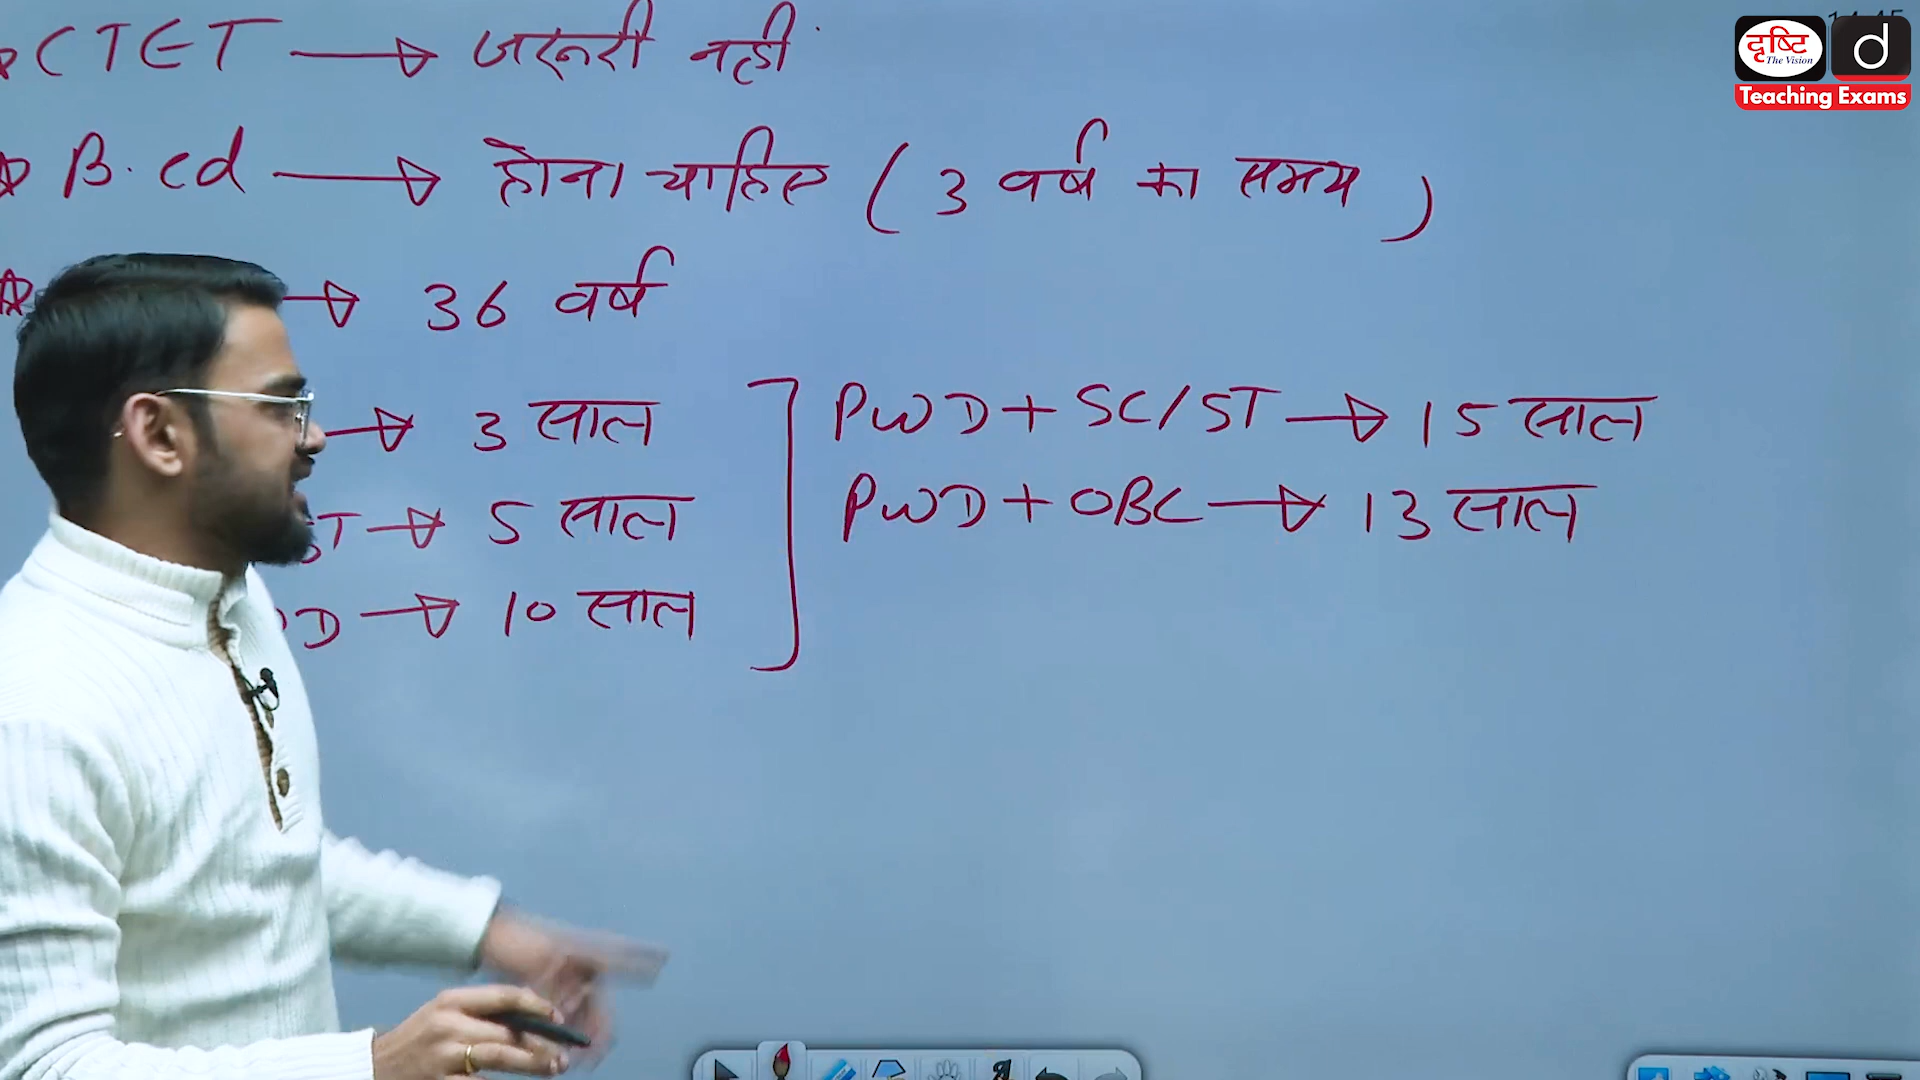 CTET → जरूरी नहीं
B.ed → होना चाहिए ( 3 वर्ष का समय )
→ 36 वर्ष
→ 3 साल
ST → 5 साल
D → 10 साल
PWD + SC/ST → 15 साल
PWD + OBC → 13 साल
दृष्टि
The Vision
d
Teaching Exams